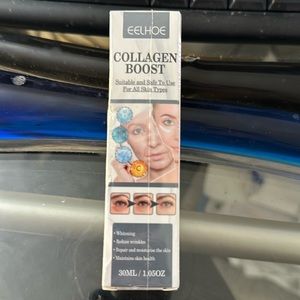 EELHOE
COLLAGEN
BOOST
Suitable and Safe To Use
For All Skin Types
• Whitening
• Reduce wrinkles
• Repair and moisturize the skin
• Maintains skin health
30ML / 1.05OZ